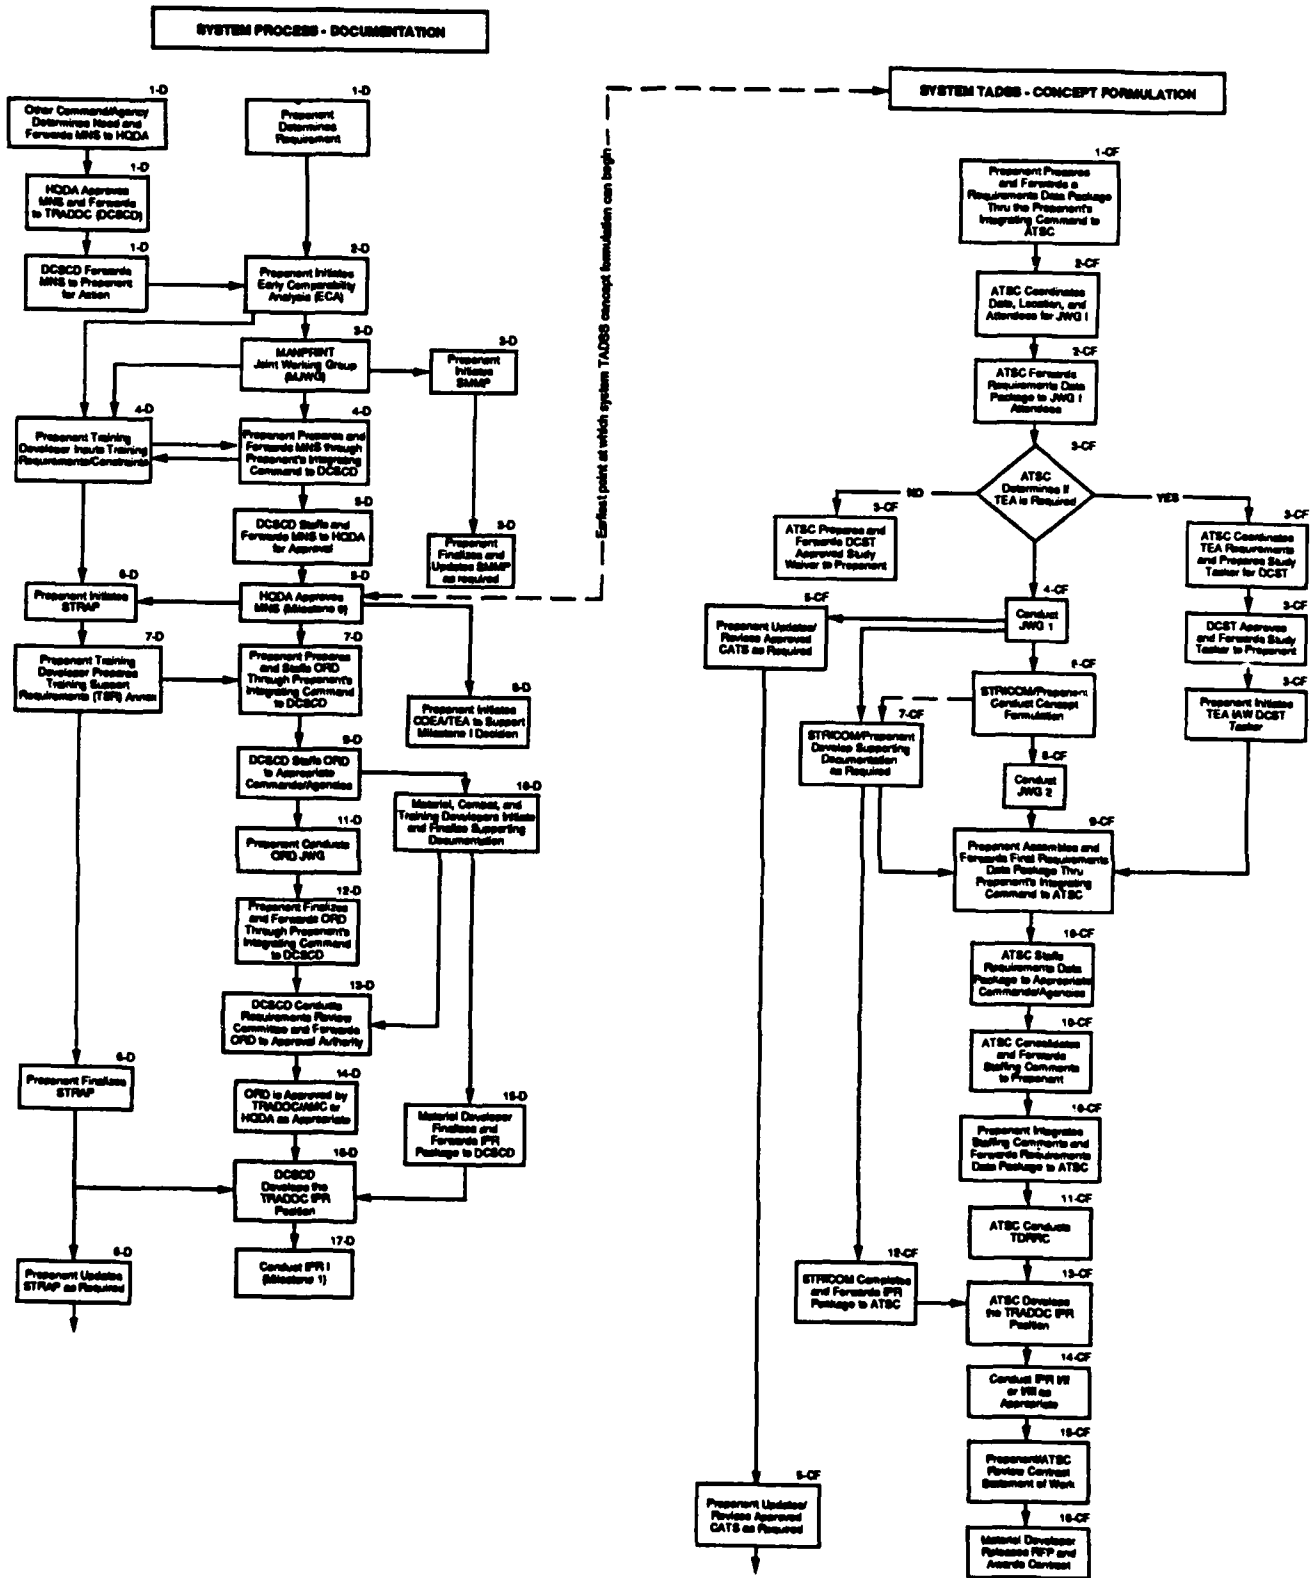 SYSTEM PROCESS - DOCUMENTATION
1-D
Other Command/Agency
Determines Need and
Forwards MNS to HQDA
1-D
HQDA Approves
MNS and Forwards
to TRADOC (DCSCD)
1-D
DCSCD Forwards
MNS to Proponent
for Action
1-D
Proponent
Determines
Requirement
2-D
Proponent Initiates
Early Comparability
Analysis (ECA)
3-D
MANPRINT
Joint Working Group
(MJWG)
3-D
Proponent
Initiates
SMMP
4-D
Proponent Training
Developer Inputs Training
Requirements/Constraints
4-D
Proponent Prepares and
Forwards MNS through
Proponent's Integrating
Command to DCSCD
5-D
DCSCD Staffs and
Forwards MNS to HQDA
for Approval
3-D
Proponent
Finalizes and
Updates SMMP
as required
6-D
Proponent Initiates
STRAP
5-D
HQDA Approves
MNS (Milestone 0)
7-D
Proponent Training
Developer Prepares
Training Support
Requirements (TSR) Annex
7-D
Proponent Prepares
and Staffs ORD
Through Proponent's
Integrating Command
to DCSCD
8-D
Proponent Initiates
COEA/TEA to Support
Milestone I Decision
9-D
DCSCD Staffs ORD
to Appropriate
Commands/Agencies
10-D
Materiel, Combat, and
Training Developers Initiate
and Finalize Supporting
Documentation
11-D
Proponent Conducts
ORD JWG
12-D
Proponent Finalizes
and Forwards ORD
Through Proponent's
Integrating Command
to DCSCD
13-D
DCSCD Conducts
Requirements Review
Committee and Forwards
ORD to Approval Authority
6-D
Proponent Finalizes
STRAP
14-D
ORD is Approved by
TRADOC/AMC or
HQDA as Appropriate
15-D
Material Developer
Finalizes and
Forwards IPR
Package to DCSCD
16-D
DCSCD
Develops the
TRADOC IPR
Position
6-D
Proponent Updates
STRAP as Required
17-D
Conduct IPR I
(Milestone 1)
Earliest point at which system TADSS concept formulation can begin
SYSTEM TADSS - CONCEPT FORMULATION
1-CF
Proponent Prepares
and Forwards a
Requirements Data Package
Thru the Proponent's
Integrating Command to
ATSC
2-CF
ATSC Coordinates
Date, Location, and
Attendees for JWG I
2-CF
ATSC Forwards
Requirements Data
Package to JWG I
Attendees
3-CF
ATSC
Determines if
TEA is Required
NO
YES
3-CF
ATSC Prepares and
Forwards DCST
Approved Study
Waiver to Proponent
3-CF
ATSC Coordinates
TEA Requirements
and Prepares Study
Tasker for DCST
4-CF
Conduct
JWG 1
5-CF
Proponent Updates/
Revises Approved
CATS as Required
3-CF
DCST Approves
and Forwards Study
Tasker to Proponent
6-CF
STRICOM/Proponent
Conduct Concept
Formulation
3-CF
Proponent Initiates
TEA IAW DCST
Tasker
7-CF
STRICOM/Proponent
Develop Supporting
Documentation
as Required
8-CF
Conduct
JWG 2
9-CF
Proponent Assembles and
Forwards Final Requirements
Data Package Thru
Proponent's Integrating
Command to ATSC
10-CF
ATSC Staffs
Requirements Data
Package to Appropriate
Commands/Agencies
10-CF
ATSC Consolidates
and Forwards
Staffing Comments
to Proponent
10-CF
Proponent Integrates
Staffing Comments and
Forwards Requirements
Data Package to ATSC
11-CF
ATSC Conducts
TDRRC
12-CF
STRICOM Completes
and Forwards IPR
Package to ATSC
13-CF
ATSC Develops
the TRADOC IPR
Position
14-CF
Conduct IPR
or as
Appropriate
15-CF
Proponent/ATSC
Review Contract
Statement of Work
5-CF
Proponent Updates/
Revises Approved
CATS as Required
16-CF
Material Developer
Releases RFP and
Awards Contract